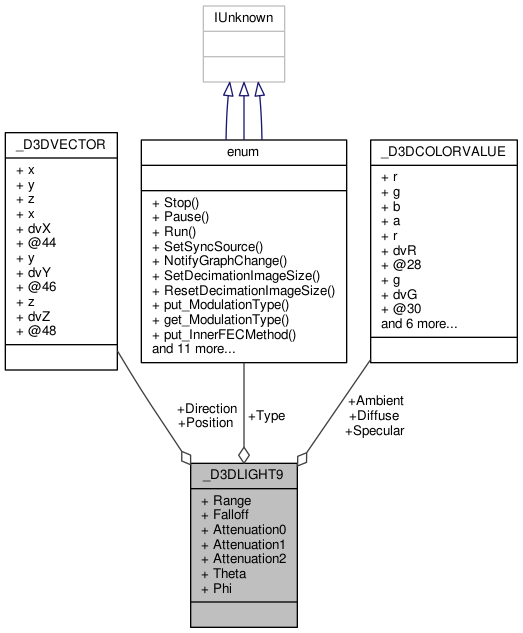 IUnknown
_D3DVECTOR
+ x
+ y
+ z
+ x
+ dvX
+ @44
+ y
+ dvY
+ @46
+ z
+ dvZ
+ @48
enum
+ Stop()
+ Pause()
+ Run()
+ SetSyncSource()
+ NotifyGraphChange()
+ SetDecimationImageSize()
+ ResetDecimationImageSize()
+ put_ModulationType()
+ get_ModulationType()
+ put_InnerFECMethod()
and 11 more...
_D3DCOLORVALUE
+ r
+ g
+ b
+ a
+ r
+ dvR
+ @28
+ g
+ dvG
+ @30
and 6 more...
+Direction
+Position
+Type
+Ambient
+Diffuse
+Specular
_D3DLIGHT9
+ Range
+ Falloff
+ Attenuation0
+ Attenuation1
+ Attenuation2
+ Theta
+ Phi